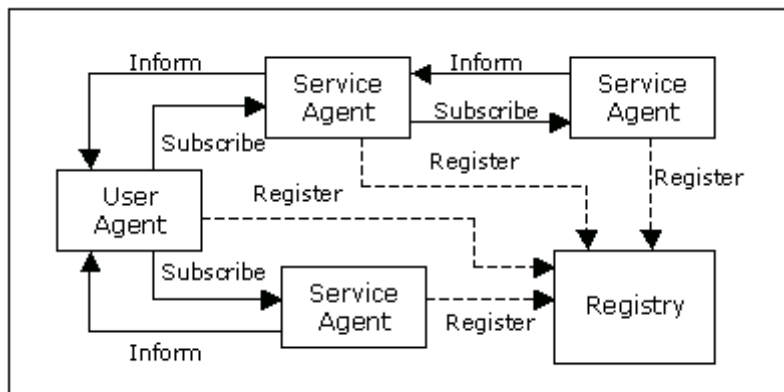 Inform
Service
Agent
Inform
Service
Agent
Subscribe
Subscribe
Register
Register
User
Agent
Register
Subscribe
Service
Agent
Register
Registry
Inform